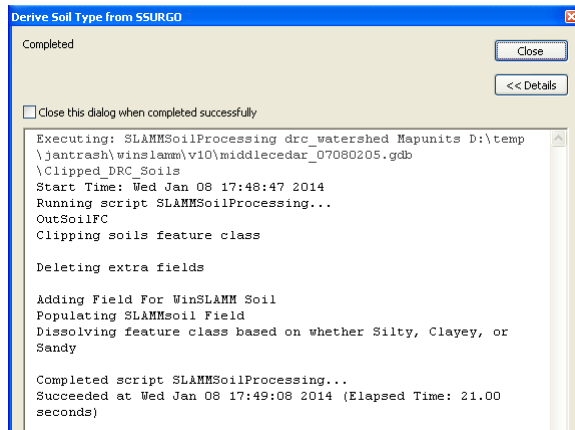 Derive Soil Type from SSURGO
Completed
Close
<< Details
Close this dialog when completed successfully
Executing: SLAMMSoilProcessing drc_watershed Mapunits D:\temp
\jantrash\winslamm\v10\middlecedar_07080205.gdb
\Clipped_DRC_Soils
Start Time: Wed Jan 08 17:48:47 2014
Running script SLAMMSoilProcessing...
OutSoilFC
Clipping soils feature class
Deleting extra fields
Adding Field For WinSLAMM Soil
Populating SLAMMsoil Field
Dissolving feature class based on whether Silty, Clayey, or
Sandy
Completed script SLAMMSoilProcessing...
Succeeded at Wed Jan 08 17:49:08 2014 (Elapsed Time: 21.00
seconds)